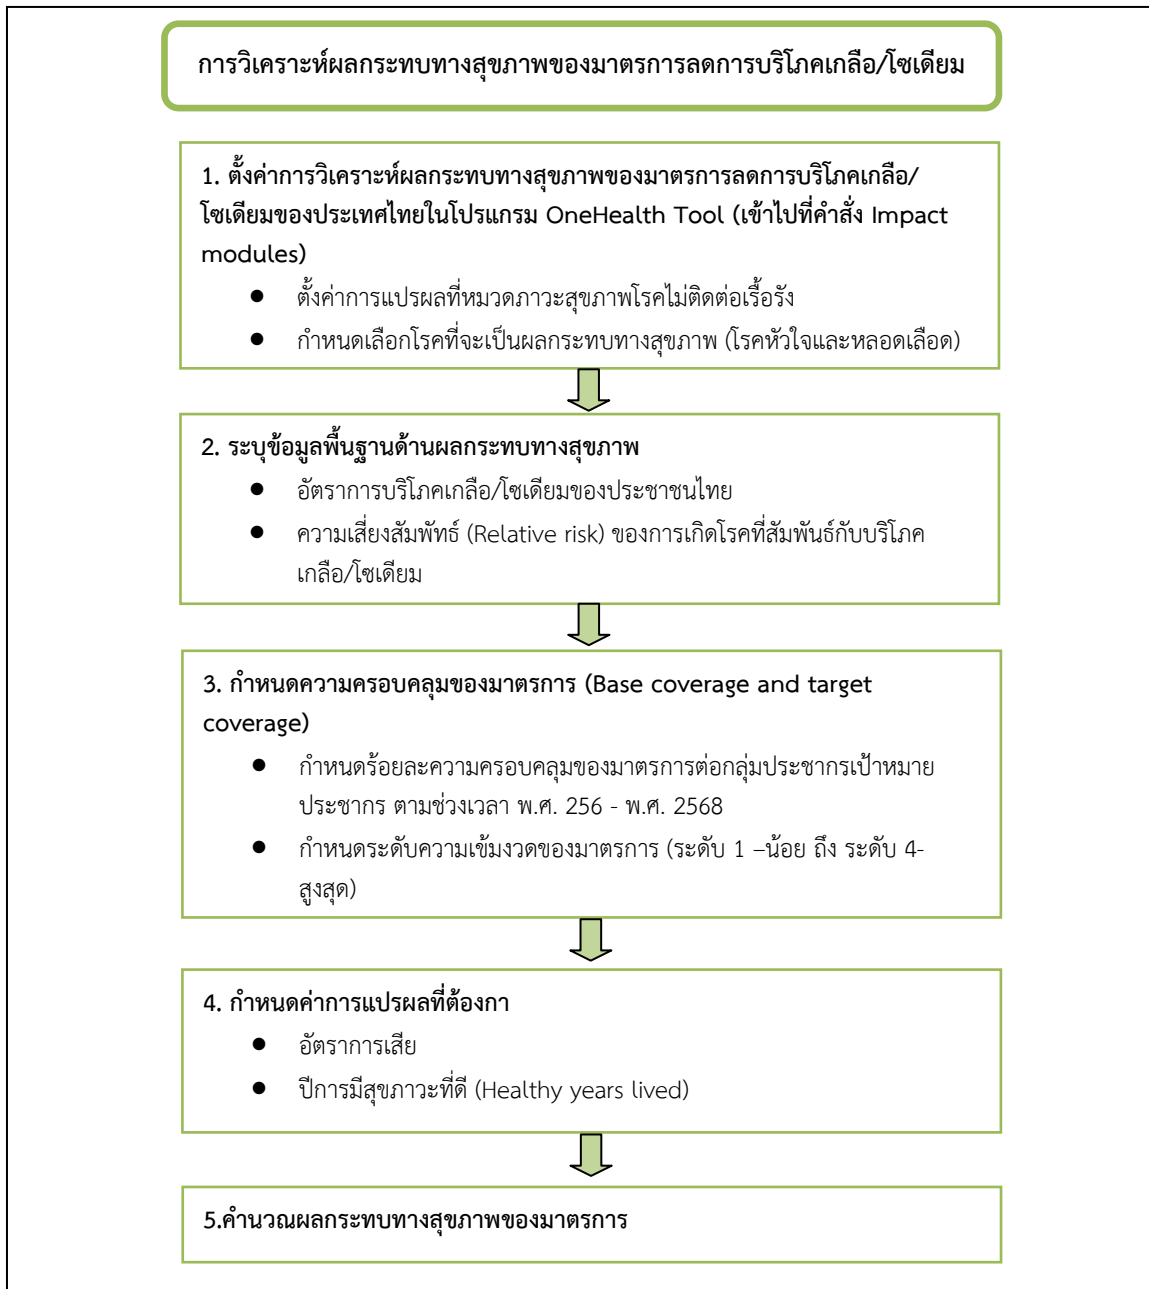 การวิเคราะห์ผลกระทบทางสุขภาพของมาตรการลดการบริโภคเกลือ/โซเดียม
1. ตั้งค่าการวิเคราะห์ผลกระทบทางสุขภาพของมาตรการลดการบริโภคเกลือ/
โซเดียมของประเทศไทยในโปรแกรม OneHealth Tool (เข้าไปที่คำสั่ง Impact
modules)
● ตั้งค่าการแปรผลที่หมวดภาวะสุขภาพโรคไม่ติดต่อเรื้อรัง
● กำหนดเลือกโรคที่จะเป็นผลกระทบทางสุขภาพ (โรคหัวใจและหลอดเลือด)
2. ระบุข้อมูลพื้นฐานด้านผลกระทบทางสุขภาพ
● อัตราการบริโภคเกลือ/โซเดียมของประชาชนไทย
● ความเสี่ยงสัมพัทธ์ (Relative risk) ของการเกิดโรคที่สัมพันธ์กับบริโภค
เกลือ/โซเดียม
3. กำหนดความครอบคลุมของมาตรการ (Base coverage and target
coverage)
● กำหนดร้อยละความครอบคลุมของมาตรการต่อกลุ่มประชากรเป้าหมาย
ประชากร ตามช่วงเวลา พ.ศ. 256 - พ.ศ. 2568
● กำหนดระดับความเข้มงวดของมาตรการ (ระดับ 1 –น้อย ถึง ระดับ 4-
สูงสุด)
4. กำหนดค่าการแปรผลที่ต้องกา
● อัตราการเสีย
● ปีการมีสุขภาวะที่ดี (Healthy years lived)
5.คำนวณผลกระทบทางสุขภาพของมาตรการ